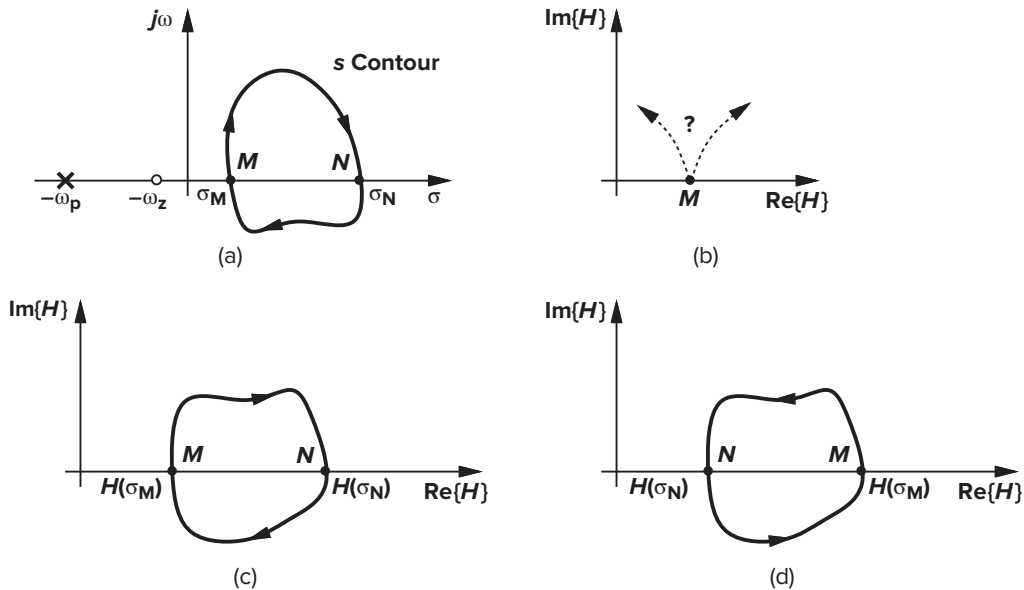 jω
s Contour
M
N
−ωp
−ωz
σM
σN
σ
(a)
Im{H}
?
M
Re{H}
(b)
Im{H}
M
N
H(σM)
H(σN)
Re{H}
(c)
Im{H}
N
M
H(σN)
H(σM)
Re{H}
(d)